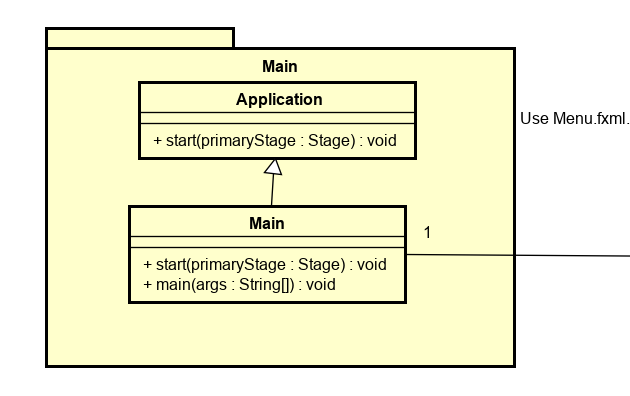 Main
Application
+ start(primaryStage : Stage) : void
Use Menu.fxml.
Main
1
+ start(primaryStage : Stage) : void
+ main(args : String[]) : void